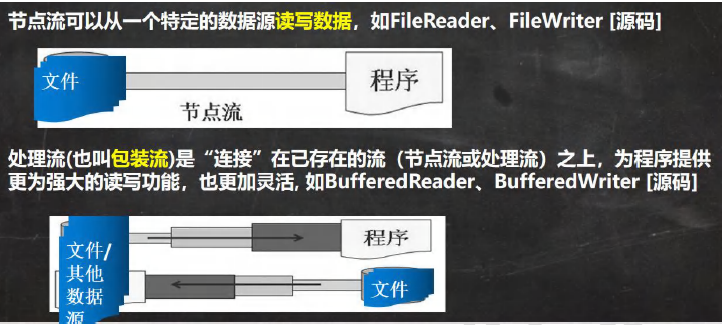 节点流可以从一个特定的数据源读写数据，如FileReader、FileWriter [源码]
文件
程序
节点流
处理流(也叫包装流)是“连接”在已存在的流（节点流或处理流）之上，为程序提供
更为强大的读写功能，也更加灵活, 如BufferedReader、BufferedWriter [源码]
文件/
其他
数据
源
程序
文件